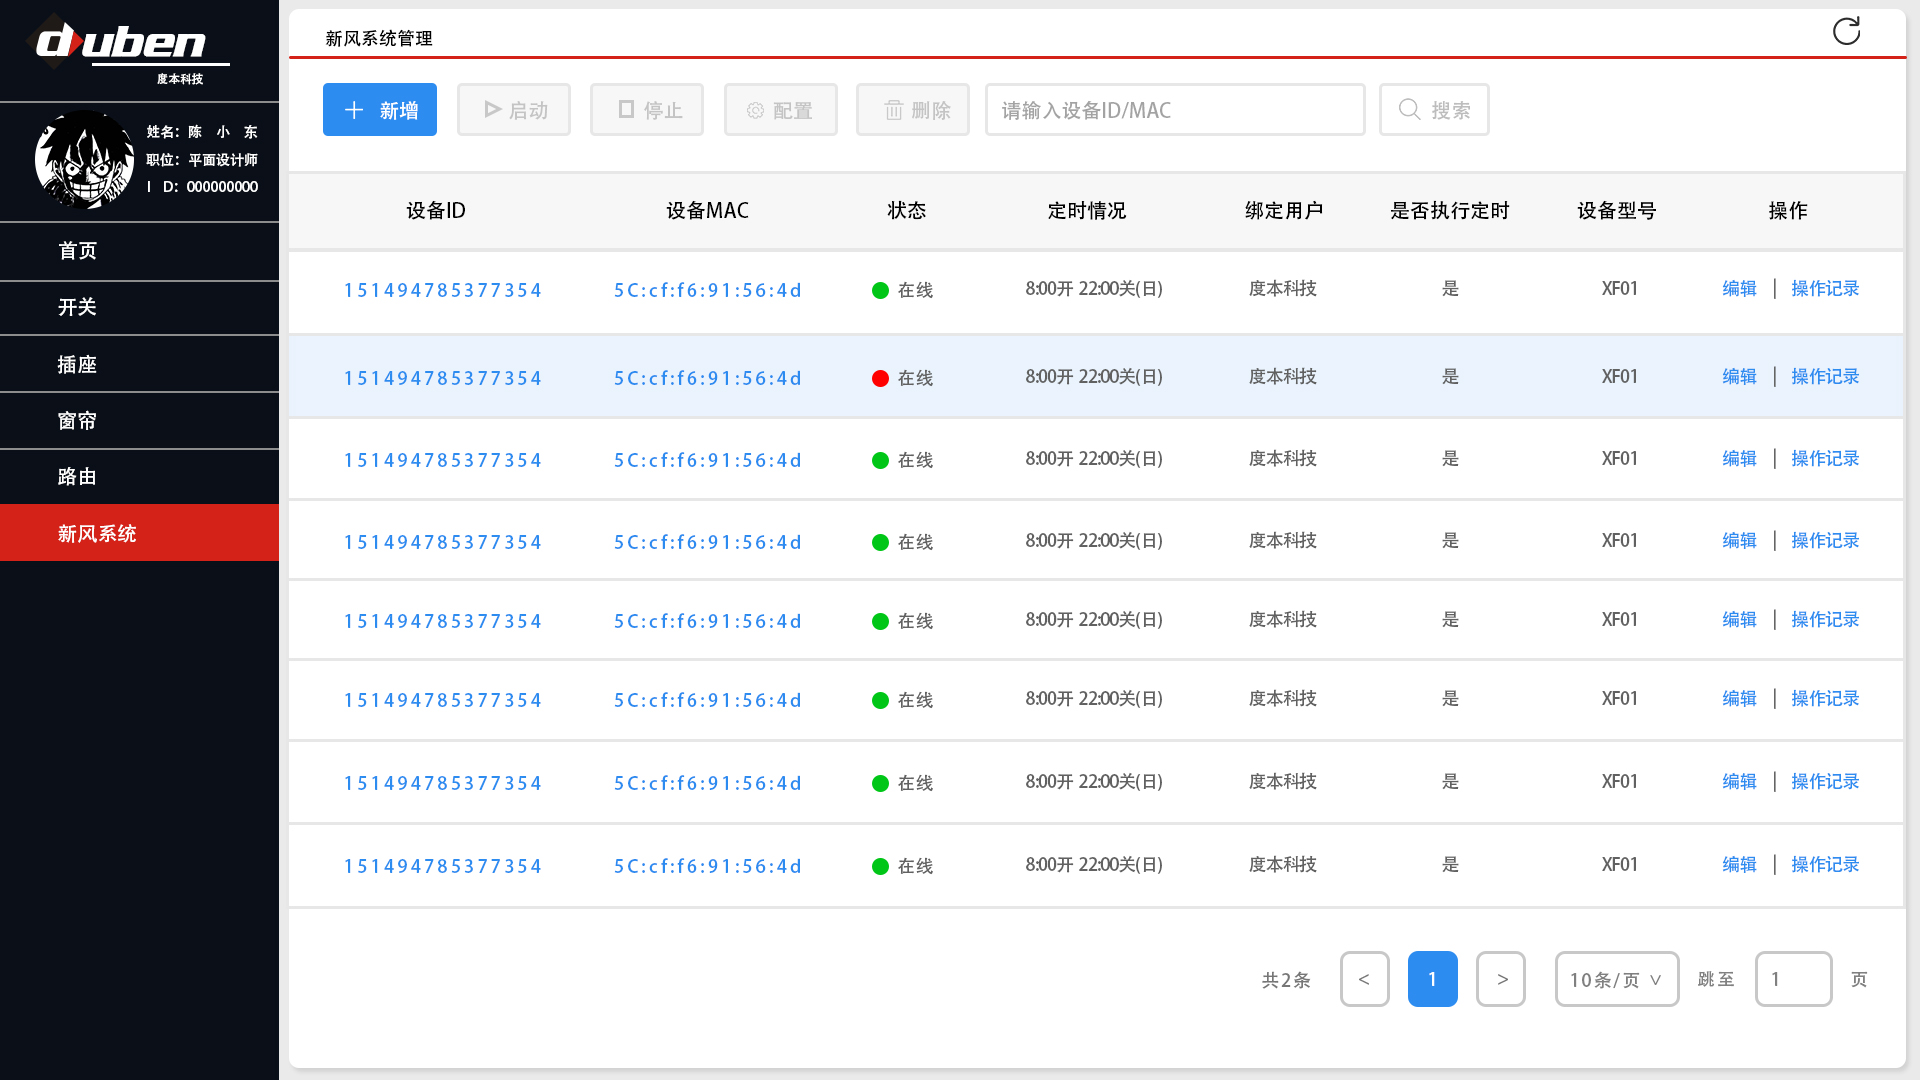 duben
度本科技
姓名：陈 小 东
职位：平面设计师
I D：000000000
首页
开关
插座
窗帘
路由
新风系统
新风系统管理
新增 启动 停止 配置 删除 请输入设备ID/MAC 搜索
设备ID 设备MAC 状态 定时情况 绑定用户 是否执行定时 设备型号 操作
151494785377354 5C:cf:f6:91:56:4d 在线 8:00开 22:00关(日) 度本科技 是 XF01 编辑 | 操作记录
151494785377354 5C:cf:f6:91:56:4d 在线 8:00开 22:00关(日) 度本科技 是 XF01 编辑 | 操作记录
151494785377354 5C:cf:f6:91:56:4d 在线 8:00开 22:00关(日) 度本科技 是 XF01 编辑 | 操作记录
151494785377354 5C:cf:f6:91:56:4d 在线 8:00开 22:00关(日) 度本科技 是 XF01 编辑 | 操作记录
151494785377354 5C:cf:f6:91:56:4d 在线 8:00开 22:00关(日) 度本科技 是 XF01 编辑 | 操作记录
151494785377354 5C:cf:f6:91:56:4d 在线 8:00开 22:00关(日) 度本科技 是 XF01 编辑 | 操作记录
151494785377354 5C:cf:f6:91:56:4d 在线 8:00开 22:00关(日) 度本科技 是 XF01 编辑 | 操作记录
151494785377354 5C:cf:f6:91:56:4d 在线 8:00开 22:00关(日) 度本科技 是 XF01 编辑 | 操作记录
共2条 < 1 > 10条/页 跳至 1 页